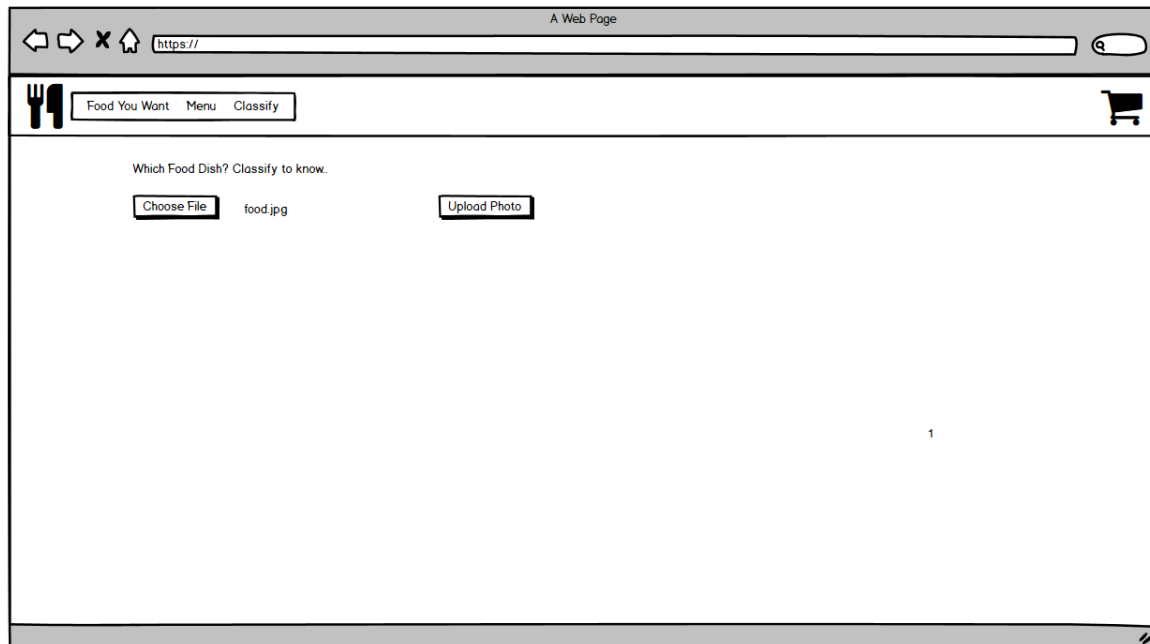 A Web Page
https://
Food You Want Menu Classify
Which Food Dish? Classify to know..
Choose File food.jpg Upload Photo
1